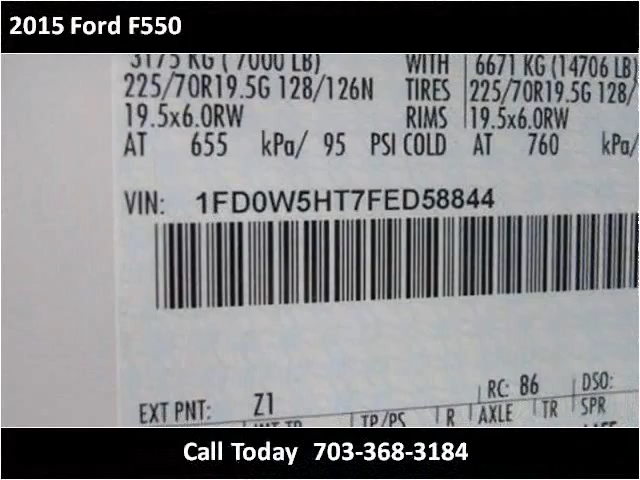 2015 Ford F550
3175 KG ( 7000 LB) WITH 6671 KG (14706 LB)
225/70R19.5G 128/126N TIRES 225/70R19.5G 128/
19.5x6.0RW RIMS 19.5x6.0RW
AT 655 kPa/ 95 PSI COLD AT 760 kPa/
VIN: 1FD0W5HT7FED58844
EXT PNT: Z1 RC: 86 DSO:
TP/PS R AXLE TR SPR
Call Today 703-368-3184